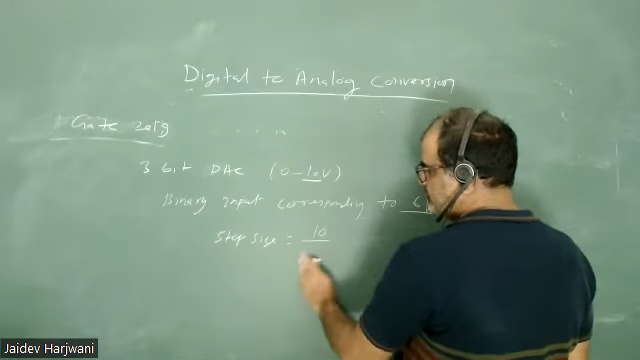 Digital to Analog Conversion
Gate 2019
3 bit DAC (0-10V)
Binary input corresponding to 6
Step size = 10
Jaidev Harjwani